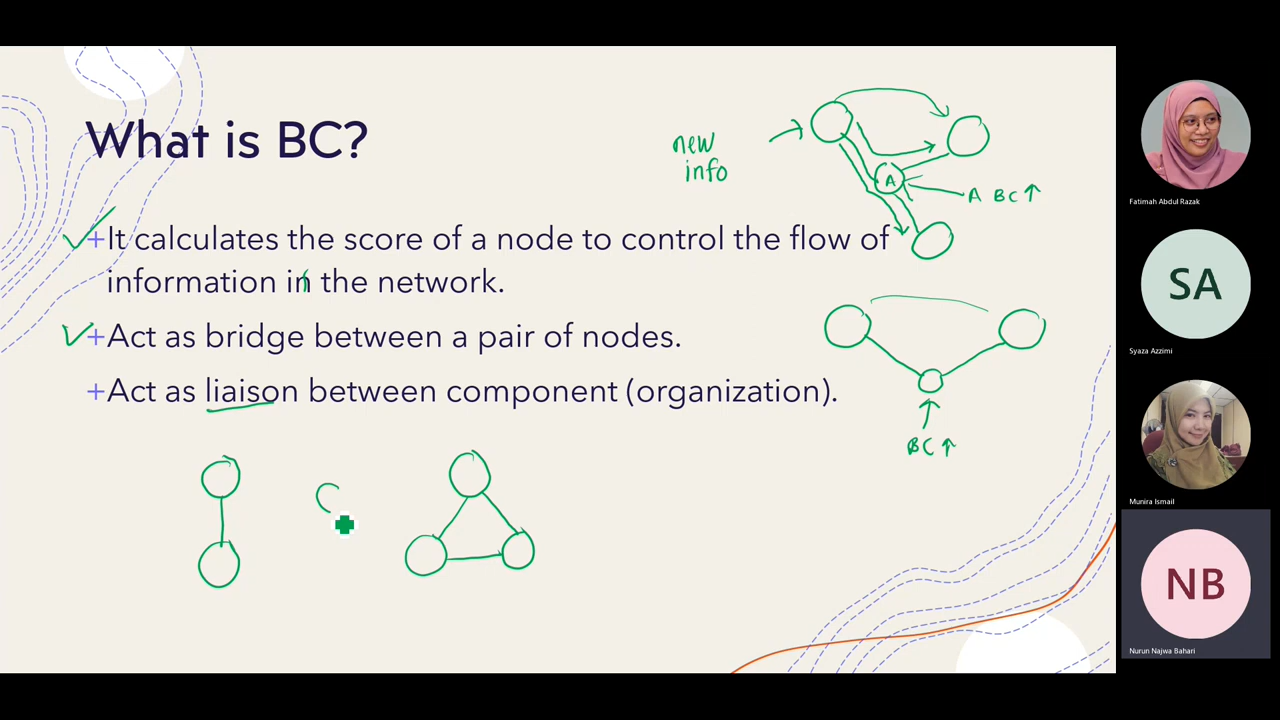 What is BC?
new
info
A
A BC ↑
+It calculates the score of a node to control the flow of
information in the network.
+Act as bridge between a pair of nodes.
+Act as liaison between component (organization).
BC ↑
Fatimah Abdul Razak
SA
Syaza Azzimi
Munira Ismail
NB
Nurun Najwa Bahari